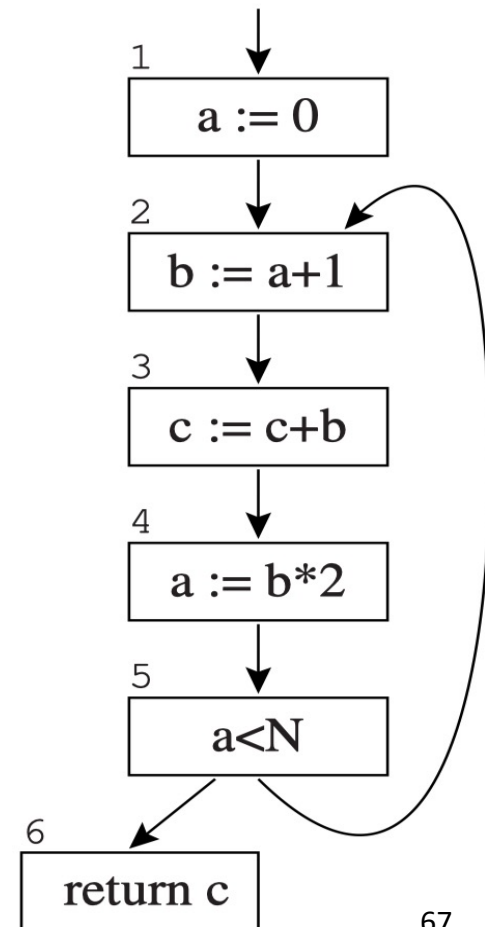 1
a := 0
2
b := a+1
3
c := c+b
4
a := b*2
5
a<N
6
return c
67